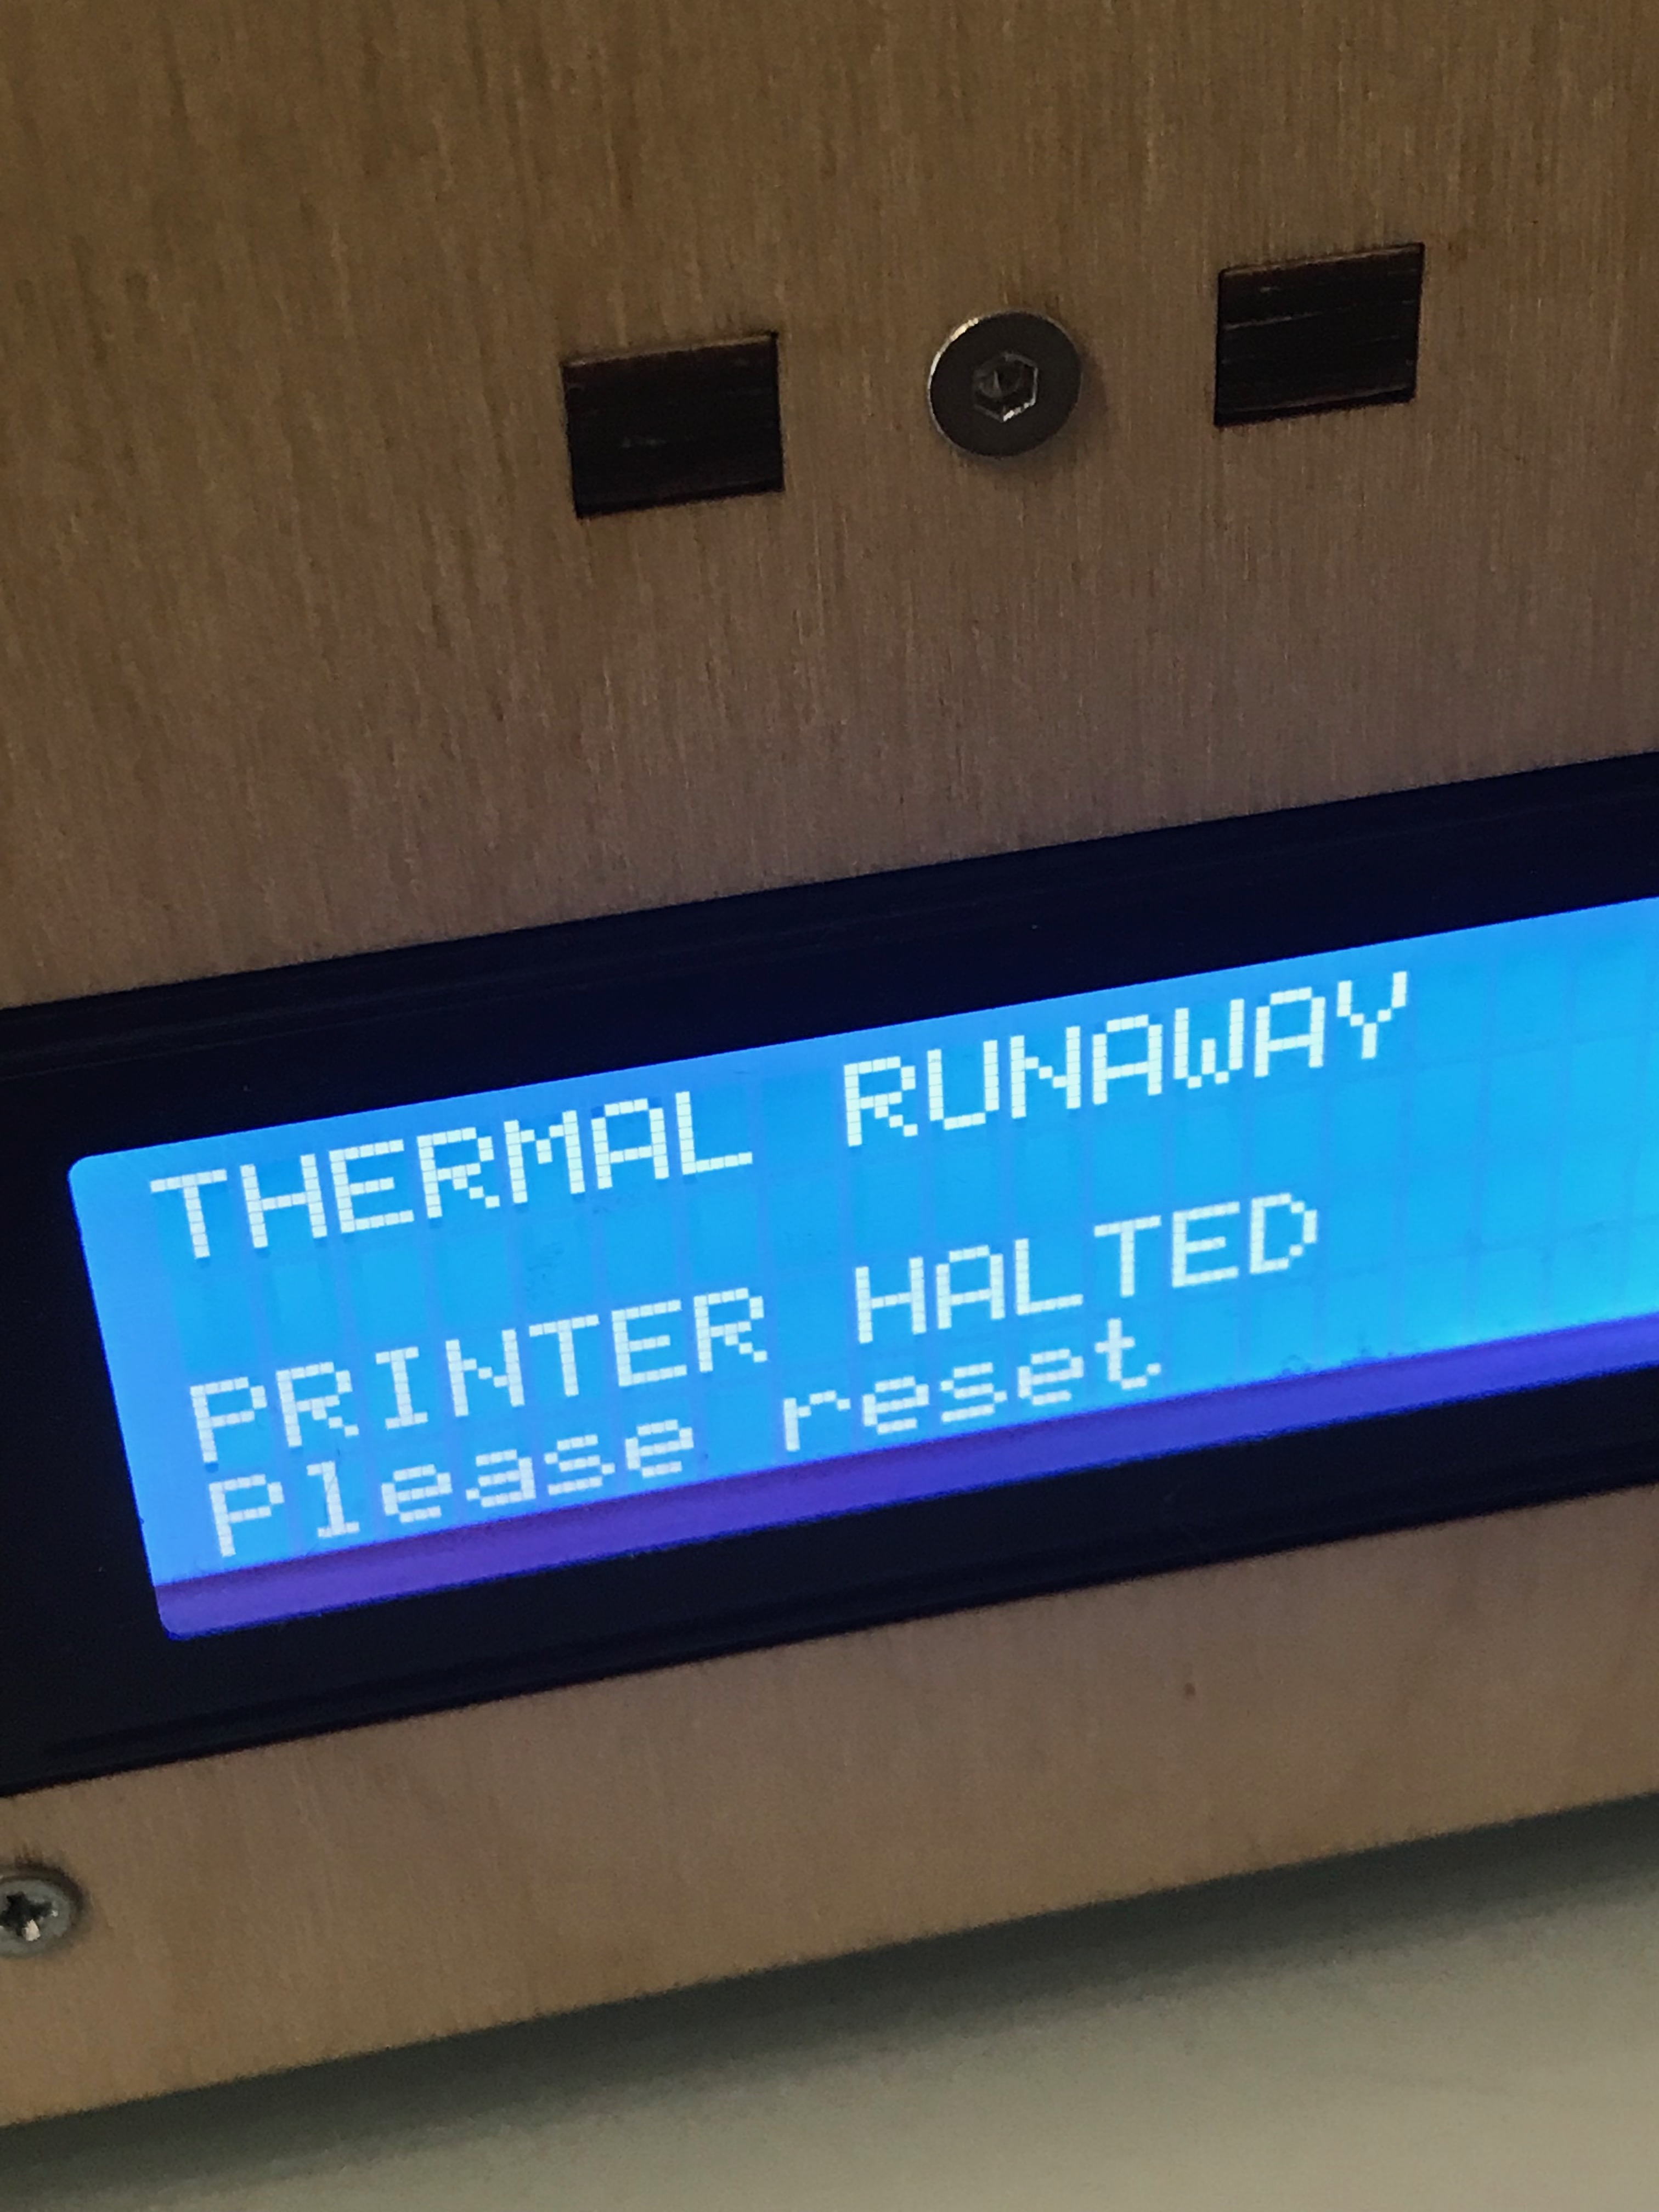 THERMAL RUNAWAY
PRINTER HALTED
Please reset